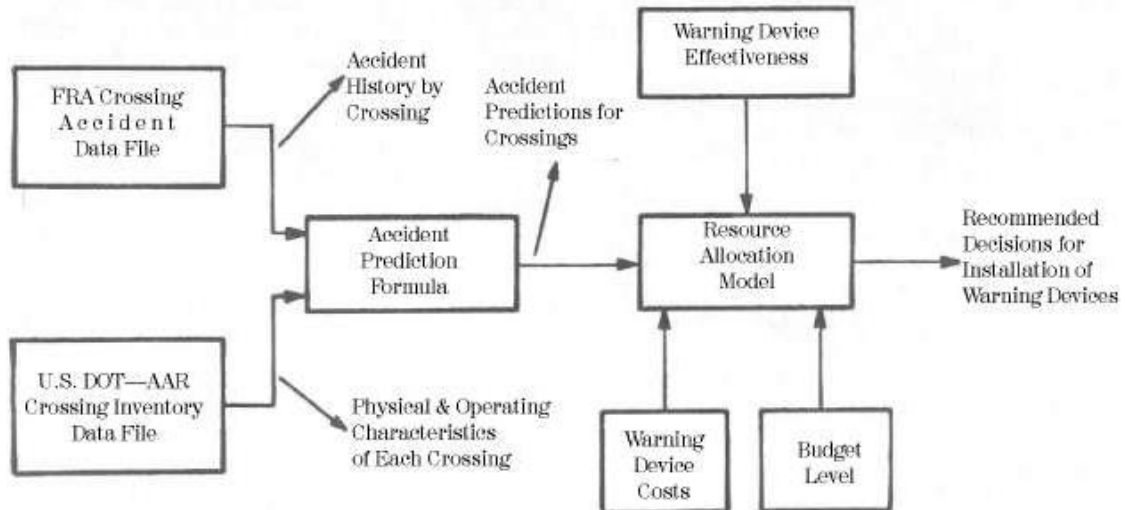 FRA Crossing
Accident
Data File
Accident
History by
Crossing
Accident
Predictions for
Crossings
Warning Device
Effectiveness
Accident
Prediction
Formula
Resource
Allocation
Model
Recommended
Decisions for
Installation of
Warning Devices
U.S. DOT—AAR
Crossing Inventory
Data File
Physical & Operating
Characteristics
of Each Crossing
Warning
Device
Costs
Budget
Level